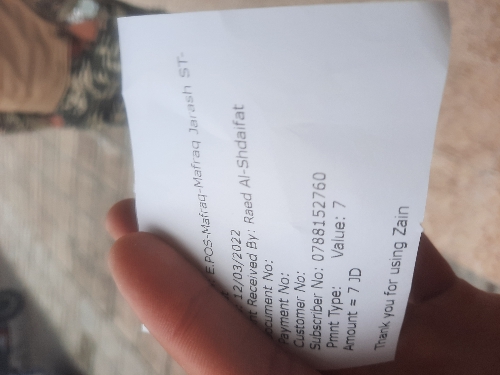 E.POS-Mafraq-Mafraq Jarash ST-
12/03/2022
Received By: Raed Al-Shdaifat
No:
Payment No:
Customer No:
Subscriber No: 0788152760
Pmnt Type: Value: 7
Amount = 7 JD
Thank you for using Zain